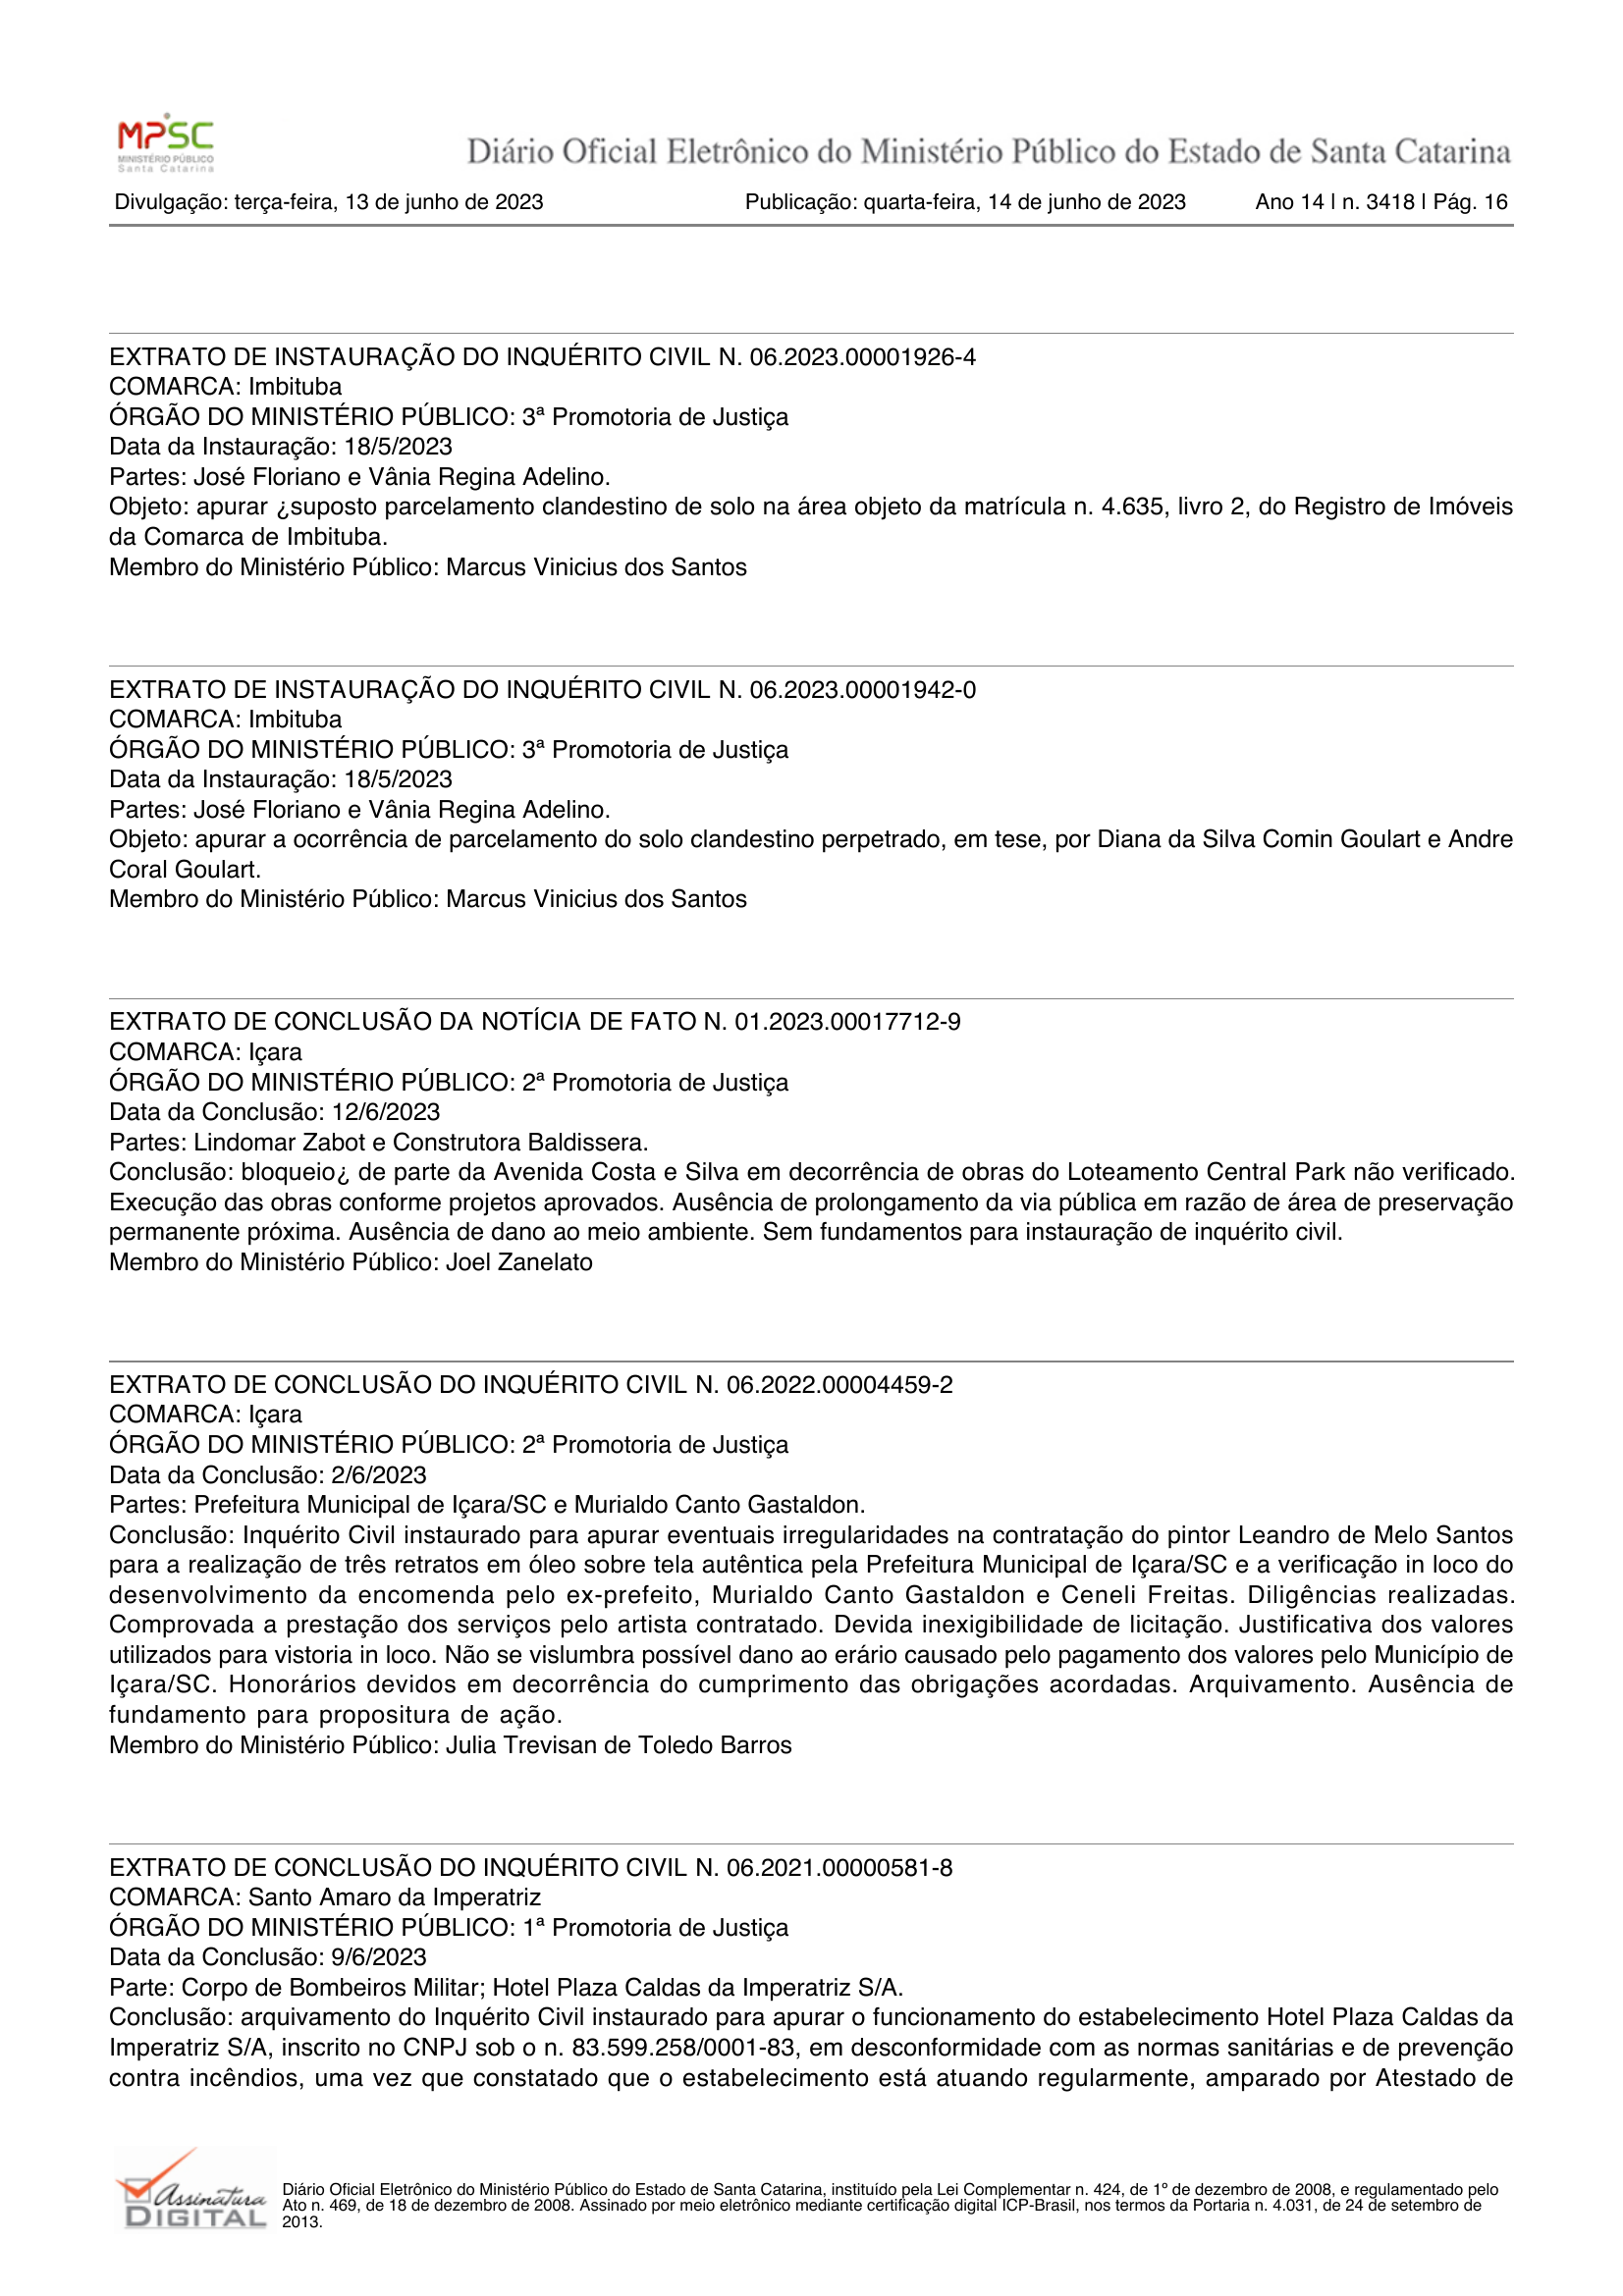 MPSC
MINISTÉRIO PÚBLICO
Santa Catarina
Diário Oficial Eletrônico do Ministério Público do Estado de Santa Catarina
Divulgação: terça-feira, 13 de junho de 2023 Publicação: quarta-feira, 14 de junho de 2023 Ano 14 | n. 3418 | Pág. 16
EXTRATO DE INSTAURAÇÃO DO INQUÉRITO CIVIL N. 06.2023.00001926-4
COMARCA: Imbituba
ÓRGÃO DO MINISTÉRIO PÚBLICO: 3ª Promotoria de Justiça
Data da Instauração: 18/5/2023
Partes: José Floriano e Vânia Regina Adelino.
Objeto: apurar ¿suposto parcelamento clandestino de solo na área objeto da matrícula n. 4.635, livro 2, do Registro de Imóveis
da Comarca de Imbituba.
Membro do Ministério Público: Marcus Vinicius dos Santos
EXTRATO DE INSTAURAÇÃO DO INQUÉRITO CIVIL N. 06.2023.00001942-0
COMARCA: Imbituba
ÓRGÃO DO MINISTÉRIO PÚBLICO: 3ª Promotoria de Justiça
Data da Instauração: 18/5/2023
Partes: José Floriano e Vânia Regina Adelino.
Objeto: apurar a ocorrência de parcelamento do solo clandestino perpetrado, em tese, por Diana da Silva Comin Goulart e Andre
Coral Goulart.
Membro do Ministério Público: Marcus Vinicius dos Santos
EXTRATO DE CONCLUSÃO DA NOTÍCIA DE FATO N. 01.2023.00017712-9
COMARCA: Içara
ÓRGÃO DO MINISTÉRIO PÚBLICO: 2ª Promotoria de Justiça
Data da Conclusão: 12/6/2023
Partes: Lindomar Zabot e Construtora Baldissera.
Conclusão: bloqueio¿ de parte da Avenida Costa e Silva em decorrência de obras do Loteamento Central Park não verificado.
Execução das obras conforme projetos aprovados. Ausência de prolongamento da via pública em razão de área de preservação
permanente próxima. Ausência de dano ao meio ambiente. Sem fundamentos para instauração de inquérito civil.
Membro do Ministério Público: Joel Zanelato
EXTRATO DE CONCLUSÃO DO INQUÉRITO CIVIL N. 06.2022.00004459-2
COMARCA: Içara
ÓRGÃO DO MINISTÉRIO PÚBLICO: 2ª Promotoria de Justiça
Data da Conclusão: 2/6/2023
Partes: Prefeitura Municipal de Içara/SC e Murialdo Canto Gastaldon.
Conclusão: Inquérito Civil instaurado para apurar eventuais irregularidades na contratação do pintor Leandro de Melo Santos
para a realização de três retratos em óleo sobre tela autêntica pela Prefeitura Municipal de Içara/SC e a verificação in loco do
desenvolvimento da encomenda pelo ex-prefeito, Murialdo Canto Gastaldon e Ceneli Freitas. Diligências realizadas.
Comprovada a prestação dos serviços pelo artista contratado. Devida inexigibilidade de licitação. Justificativa dos valores
utilizados para vistoria in loco. Não se vislumbra possível dano ao erário causado pelo pagamento dos valores pelo Município de
Içara/SC. Honorários devidos em decorrência do cumprimento das obrigações acordadas. Arquivamento. Ausência de
fundamento para propositura de ação.
Membro do Ministério Público: Julia Trevisan de Toledo Barros
EXTRATO DE CONCLUSÃO DO INQUÉRITO CIVIL N. 06.2021.00000581-8
COMARCA: Santo Amaro da Imperatriz
ÓRGÃO DO MINISTÉRIO PÚBLICO: 1ª Promotoria de Justiça
Data da Conclusão: 9/6/2023
Parte: Corpo de Bombeiros Militar; Hotel Plaza Caldas da Imperatriz S/A.
Conclusão: arquivamento do Inquérito Civil instaurado para apurar o funcionamento do estabelecimento Hotel Plaza Caldas da
Imperatriz S/A, inscrito no CNPJ sob o n. 83.599.258/0001-83, em desconformidade com as normas sanitárias e de prevenção
contra incêndios, uma vez que constatado que o estabelecimento está atuando regularmente, amparado por Atestado de
Assinatura
DIGITAL
Diário Oficial Eletrônico do Ministério Público do Estado de Santa Catarina, instituído pela Lei Complementar n. 424, de 1º de dezembro de 2008, e regulamentado pelo
Ato n. 469, de 18 de dezembro de 2008. Assinado por meio eletrônico mediante certificação digital ICP-Brasil, nos termos da Portaria n. 4.031, de 24 de setembro de
2013.